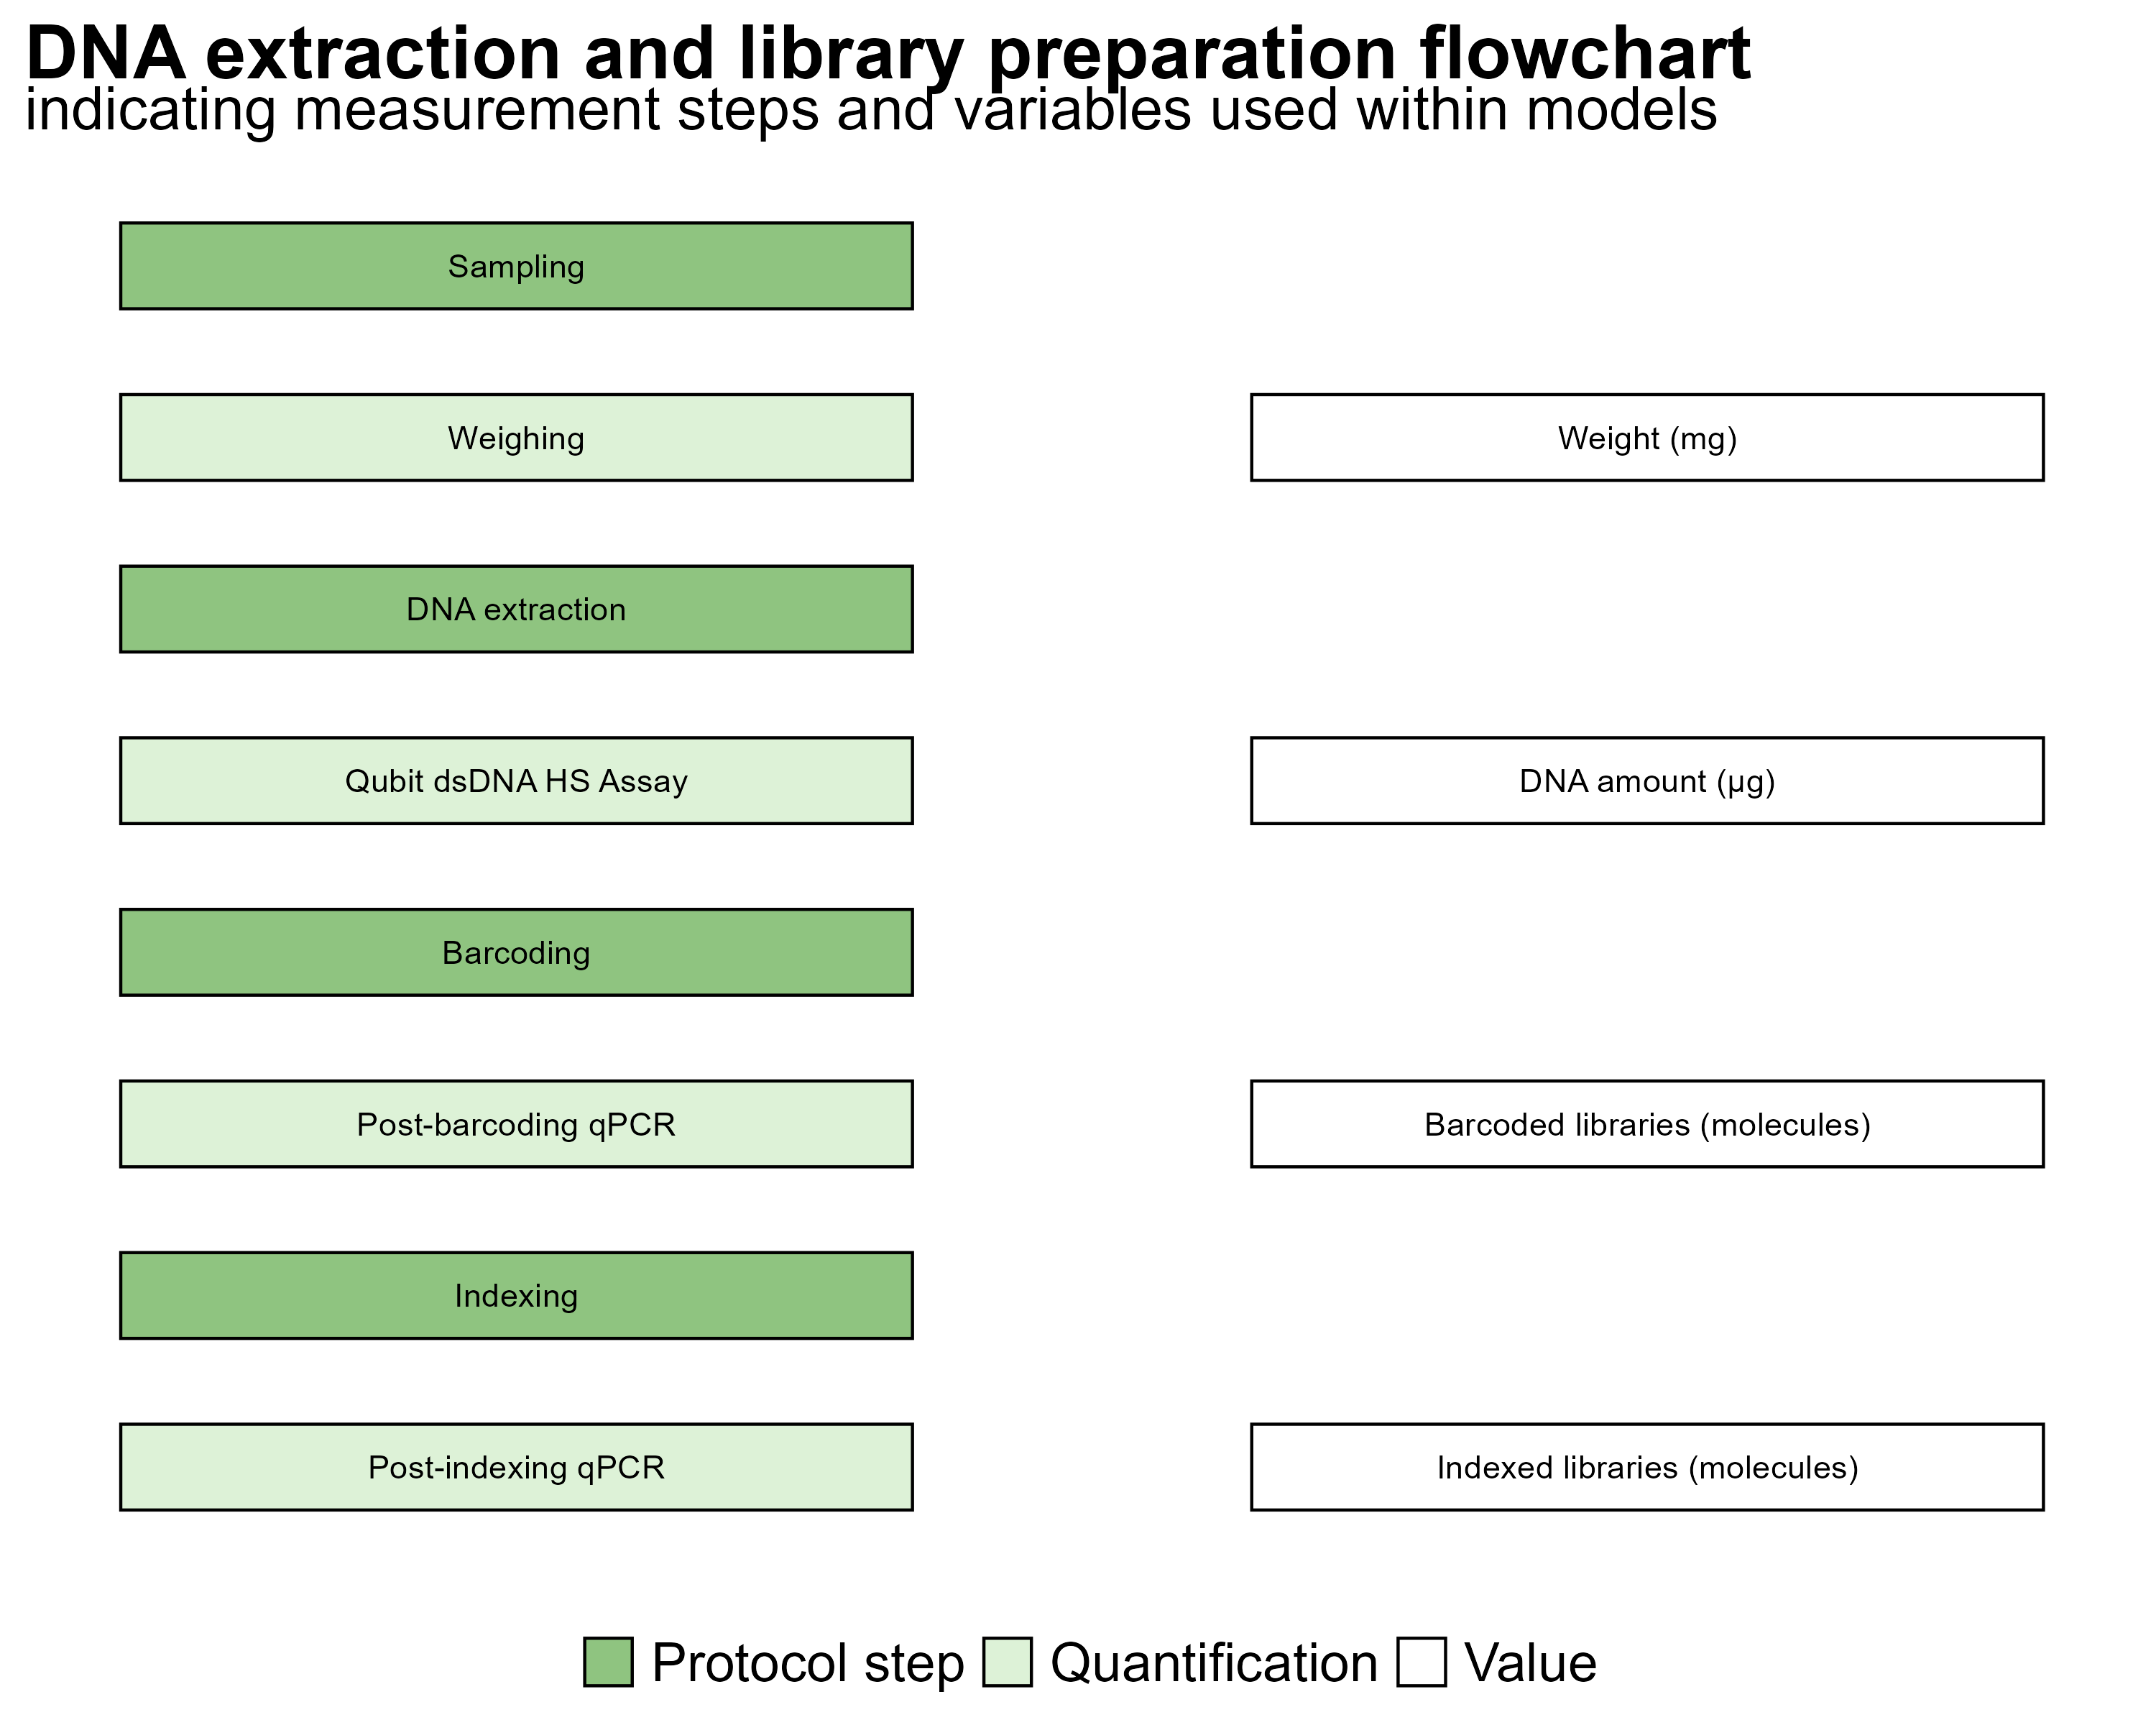 DNA extraction and library preparation flowchart
indicating measurement steps and variables used within models
Sampling
Weighing
Weight (mg)
DNA extraction
Qubit dsDNA HS Assay
DNA amount (μg)
Barcoding
Post-barcoding qPCR
Barcoded libraries (molecules)
Indexing
Post-indexing qPCR
Indexed libraries (molecules)
Protocol step
Quantification
Value